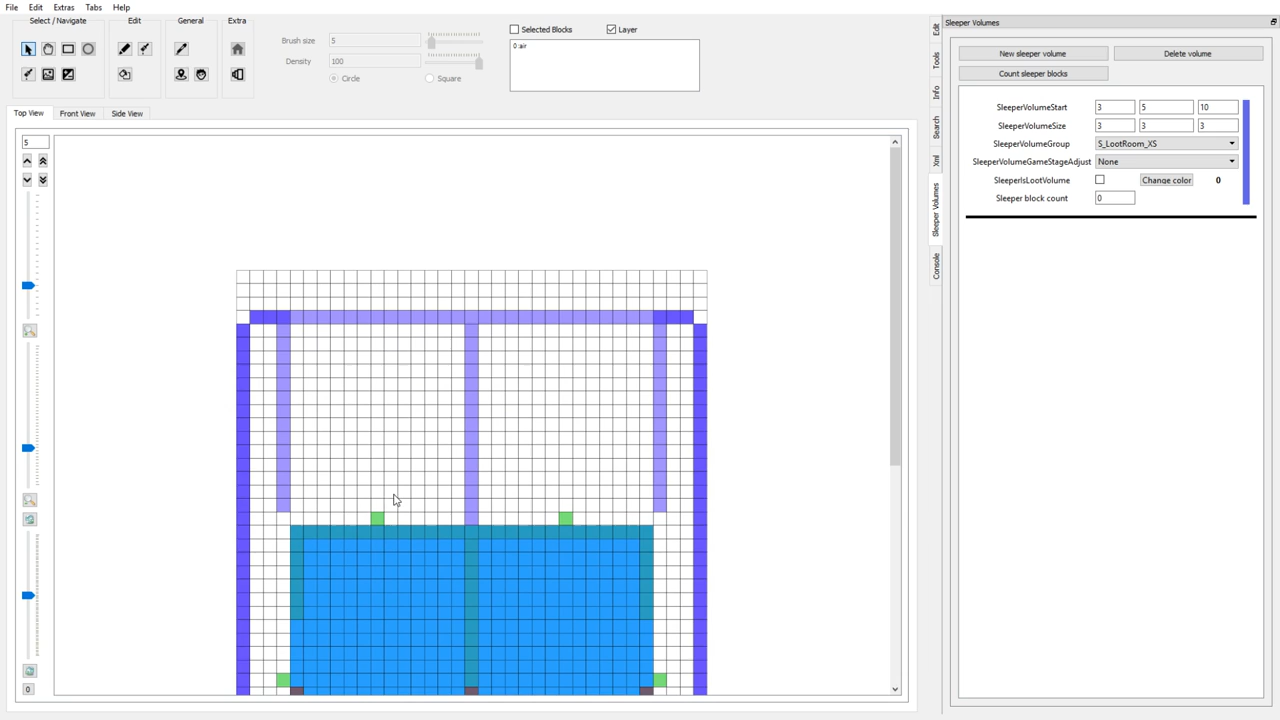 File Edit Extras Tabs Help
Sleeper Volumes
Select / Navigate Edit General Extra
Brush size 5
Density 100
Circle Square
Selected Blocks Layer
0:air
Top View Front View Side View
5
0
Edit
Tools
Info
Search
Xml
Sleeper Volumes
Console
New sleeper volume Delete volume
Count sleeper blocks
SleeperVolumeStart 3 5 10
SleeperVolumeSize 3 3 3
SleeperVolumeGroup S_LootRoom_XS
SleeperVolumeGameStageAdjust None
SleeperIsLootVolume Change color 0
Sleeper block count 0